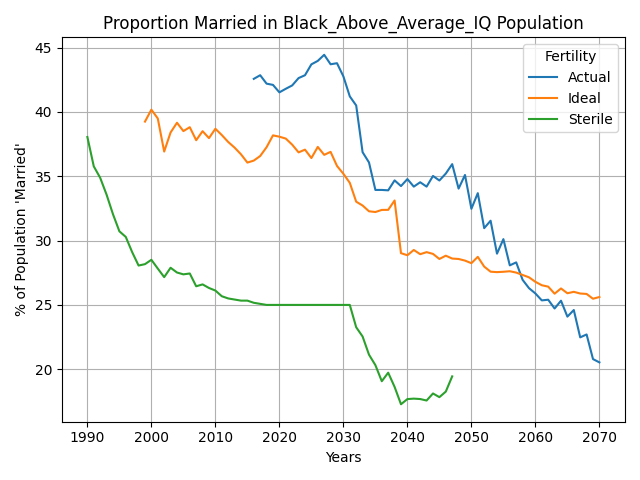 Proportion Married in Black_Above_Average_IQ Population
% of Population 'Married'
45
40
35
30
25
20
Fertility
Actual
Ideal
Sterile
1990 2000 2010 2020 2030 2040 2050 2060 2070
Years